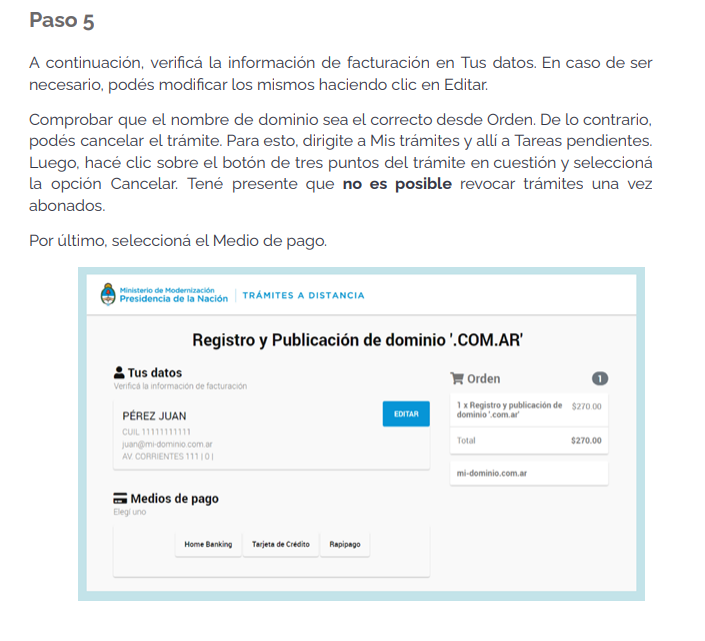 Paso 5
A continuación, verificá la información de facturación en Tus datos. En caso de ser
necesario, podés modificar los mismos haciendo clic en Editar.
Comprobar que el nombre de dominio sea el correcto desde Orden. De lo contrario,
podés cancelar el trámite. Para esto, dirigite a Mis trámites y allí a Tareas pendientes.
Luego, hacé clic sobre el botón de tres puntos del trámite en cuestión y seleccioná
la opción Cancelar. Tené presente que no es posible revocar trámites una vez
abonados.
Por último, seleccioná el Medio de pago.
Ministerio de Modernización
Presidencia de la Nación
TRÁMITES A DISTANCIA
Registro y Publicación de dominio '.COM.AR'
Tus datos
Verificá la información de facturación
PÉREZ JUAN
EDITAR
CUIL 11111111111
juan@mi-dominio.com.ar
AV CORRIENTES 111 | 0 |
Medios de pago
Elegí uno
Home Banking
Tarjeta de Crédito
Rapipago
Orden
1
1 x Registro y publicación de $270.00
dominio '.com.ar'
Total $270.00
mi-dominio.com.ar